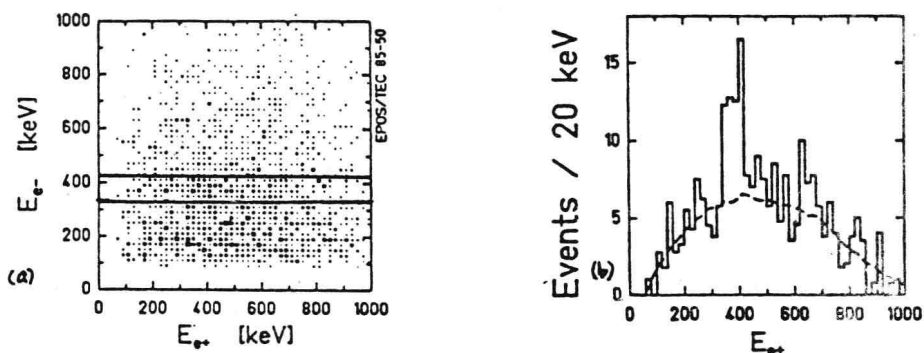 1000
800
600
400
200
0
E_e- [keV]
(a)
0 200 400 600 800 1000
E_e+ [keV]
EPOS/TEC 85-50
15
10
5
0
Events / 20 keV
(b)
0 200 400 600 800 1000
E_e+